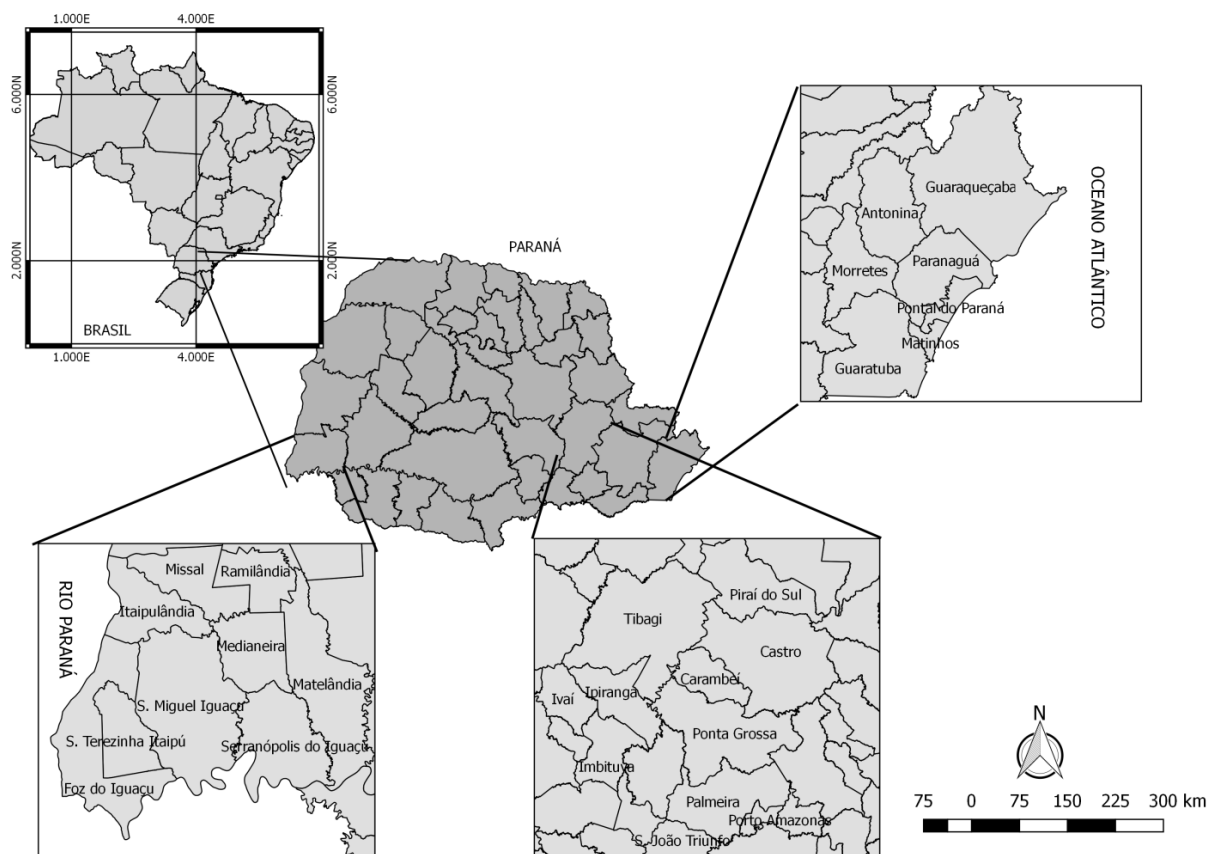 1.000E 4.000E
6.000N
2.000N
6.000N
2.000N
BRASIL
1.000E 4.000E
PARANÁ
Guaraqueçaba
Antonina
Paranaguá
Morretes
Pontal do Paraná
Matinhos
Guaratuba
OCEANO ATLÂNTICO
RIO PARANÁ
Missal
Ramilândia
Itaipulândia
Medianeira
Matelândia
S. Miguel Iguaçu
S. Terezinha Itaipú
Serranópolis do Iguaçu
Foz do Iguaçu
Piraí do Sul
Tibagi
Castro
Carambeí
Ivaí
Ipiranga
Ponta Grossa
Imbituva
Palmeira
Porto Amazonas
S. João Triunfo
N
75 0 75 150 225 300 km